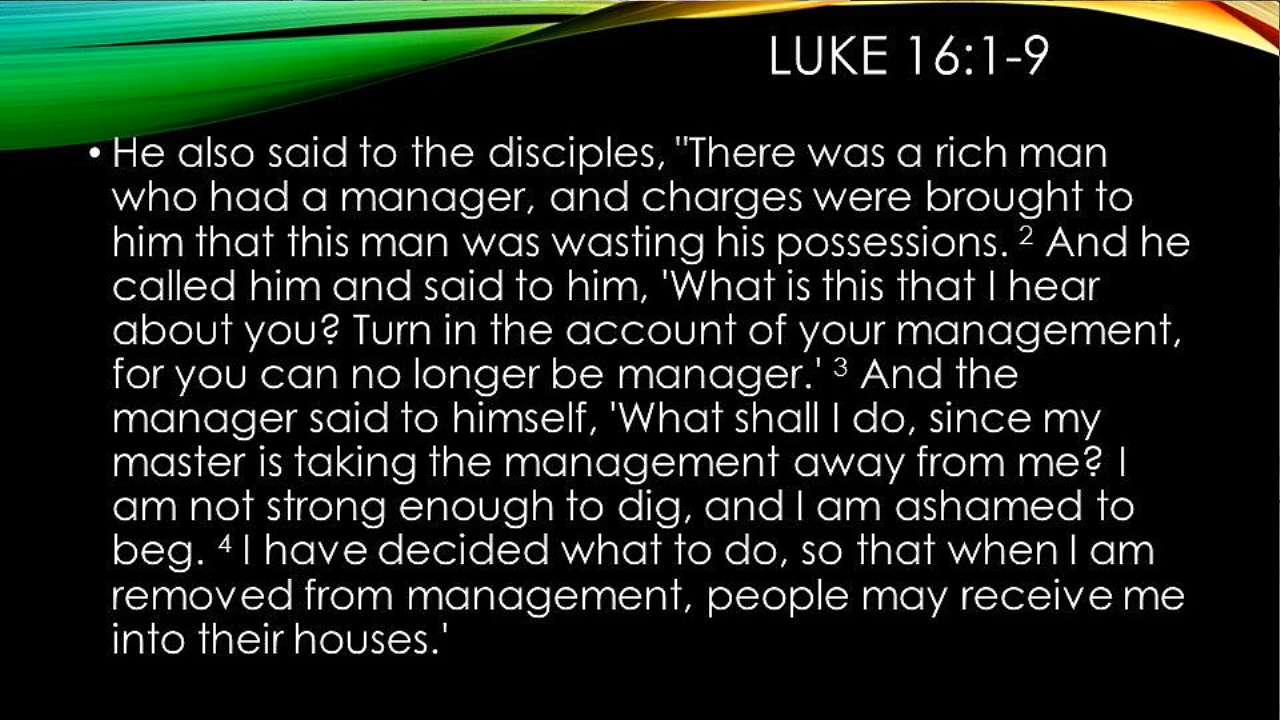 LUKE 16:1-9
• He also said to the disciples, "There was a rich man
who had a manager, and charges were brought to
him that this man was wasting his possessions. 2 And he
called him and said to him, 'What is this that I hear
about you? Turn in the account of your management,
for you can no longer be manager.' 3 And the
manager said to himself, 'What shall I do, since my
master is taking the management away from me? I
am not strong enough to dig, and I am ashamed to
beg. 4 I have decided what to do, so that when I am
removed from management, people may receive me
into their houses.'